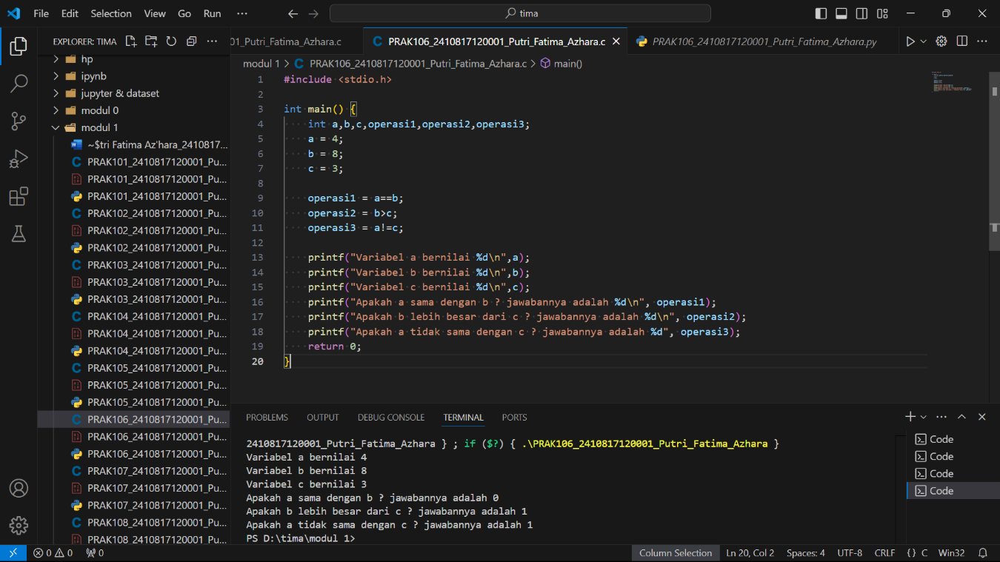 File Edit Selection View Go Run ··· tima
EXPLORER: TIMA
01_Putri_Fatima_Azhara.c PRAK106_2410817120001_Putri_Fatima_Azhara.c PRAK106_2410817120001_Putri_Fatima_Azhara.py
modul 1 > C PRAK106_2410817120001_Putri_Fatima_Azhara.c > main()
hp
ipynb
jupyter & dataset
modul 0
modul 1
~$tri Fatima Az'hara_2410817...
PRAK101_2410817120001_Pu...
PRAK101_2410817120001_Pu...
PRAK101_2410817120001_Pu...
PRAK102_2410817120001_Pu...
PRAK102_2410817120001_Pu...
PRAK102_2410817120001_Pu...
PRAK103_2410817120001_Pu...
PRAK103_2410817120001_Pu...
PRAK103_2410817120001_Pu...
PRAK104_2410817120001_Pu...
PRAK104_2410817120001_Pu...
PRAK104_2410817120001_Pu...
PRAK105_2410817120001_Pu...
PRAK105_2410817120001_Pu...
PRAK105_2410817120001_Pu...
PRAK106_2410817120001_Pu...
PRAK106_2410817120001_Pu...
PRAK106_2410817120001_Pu...
PRAK107_2410817120001_Pu...
PRAK107_2410817120001_Pu...
PRAK107_2410817120001_Pu...
PRAK108_2410817120001_Pu...
PRAK108_2410817120001_Pu...
1 #include <stdio.h>
2
3 int main() {
4     int a,b,c,operasi1,operasi2,operasi3;
5     a = 4;
6     b = 8;
7     c = 3;
8
9     operasi1 = a==b;
10     operasi2 = b>c;
11     operasi3 = a!=c;
12
13     printf("Variabel a bernilai %d\n",a);
14     printf("Variabel b bernilai %d\n",b);
15     printf("Variabel c bernilai %d\n",c);
16     printf("Apakah a sama dengan b ? jawabannya adalah %d\n", operasi1);
17     printf("Apakah b lebih besar dari c ? jawabannya adalah %d\n", operasi2);
18     printf("Apakah a tidak sama dengan c ? jawabannya adalah %d", operasi3);
19     return 0;
20 }
PROBLEMS OUTPUT DEBUG CONSOLE TERMINAL PORTS
2410817120001_Putri_Fatima_Azhara } ; if ($?) { .\PRAK106_2410817120001_Putri_Fatima_Azhara }
Variabel a bernilai 4
Variabel b bernilai 8
Variabel c bernilai 3
Apakah a sama dengan b ? jawabannya adalah 0
Apakah b lebih besar dari c ? jawabannya adalah 1
Apakah a tidak sama dengan c ? jawabannya adalah 1
PS D:\tima\modul 1>
Code
Code
Code
Code
0 0 0 Column Selection Ln 20, Col 2 Spaces: 4 UTF-8 CRLF {} C Win32